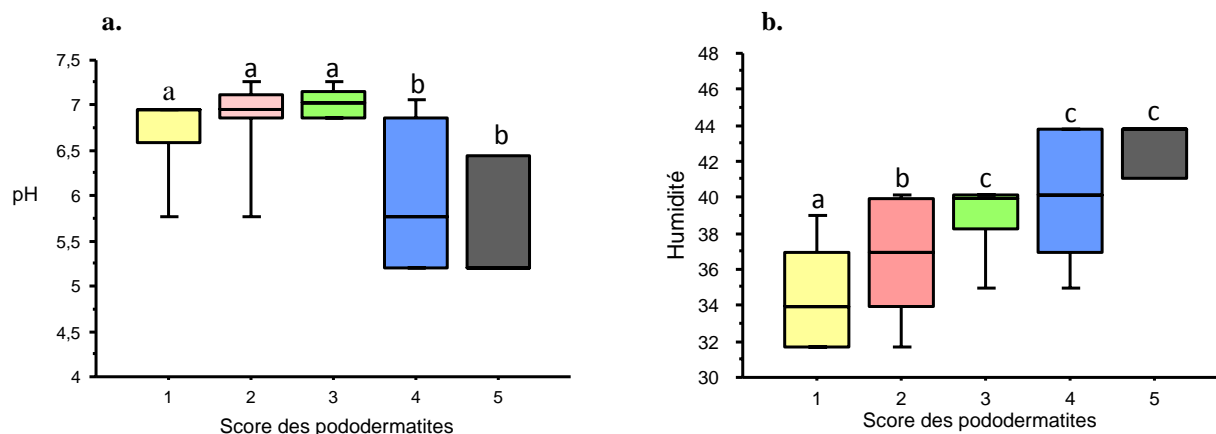 a.
7,5
7
6,5
6
5,5
5
4,5
4
pH
a
a
a
b
b
1 2 3 4 5
Score des pododermatites
b.
48
46
44
42
40
38
36
34
32
30
Humidité
a
b
c
c
c
1 2 3 4 5
Score des pododermatites